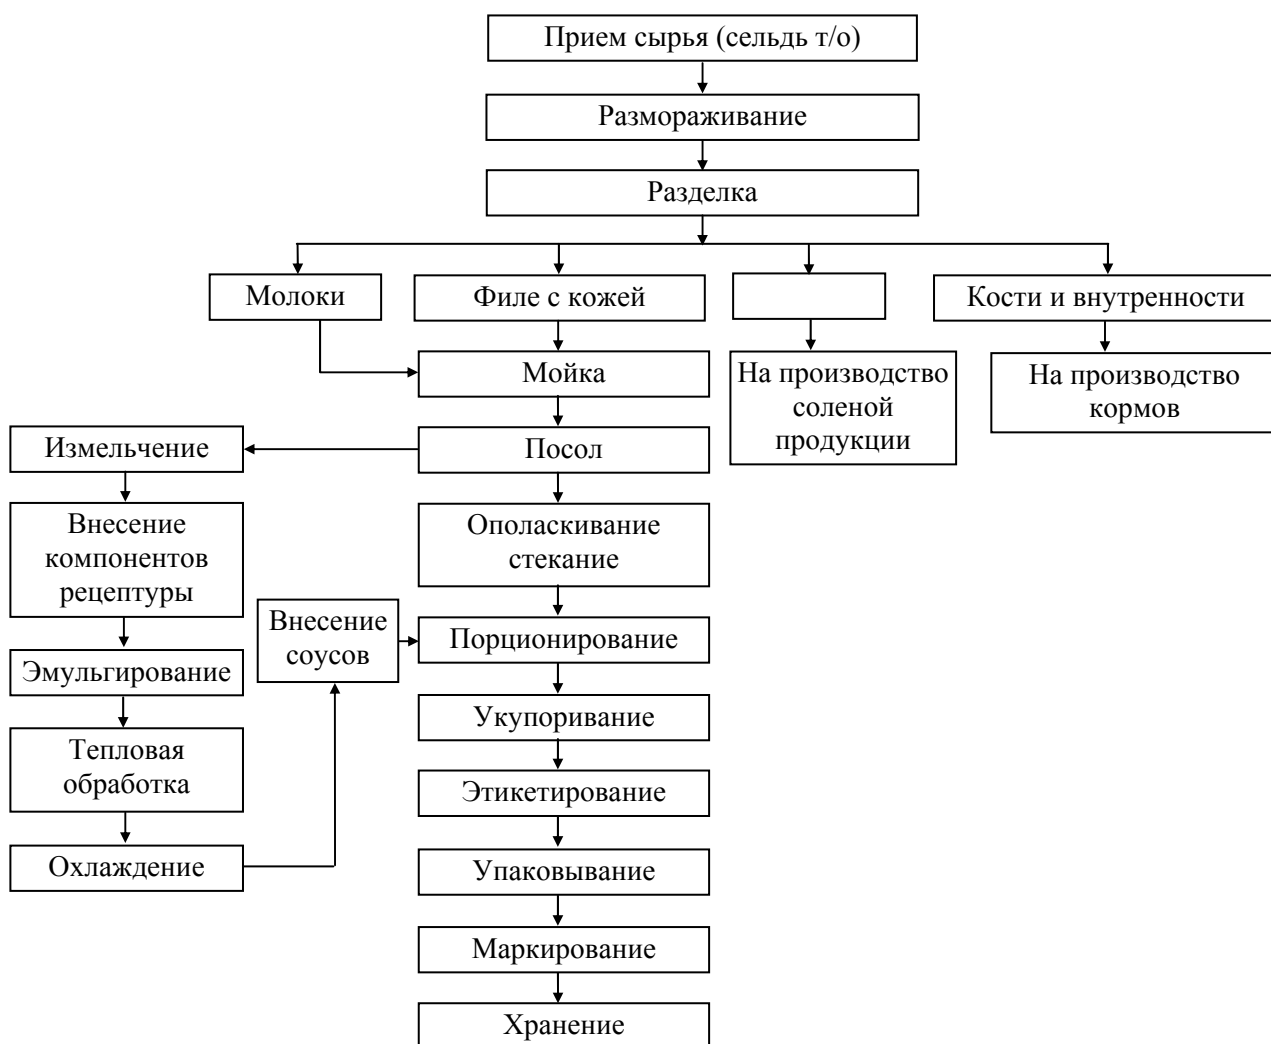 Прием сырья (сельдь т/о)
Размораживание
Разделка
Молоки
Филе с кожей
Кости и внутренности
Мойка
На производство
соленой
продукции
На производство
кормов
Измельчение
Посол
Внесение
компонентов
рецептуры
Ополаскивание
стекание
Внесение
соусов
Порционирование
Эмульгирование
Укупоривание
Тепловая
обработка
Этикетирование
Охлаждение
Упаковывание
Маркирование
Хранение